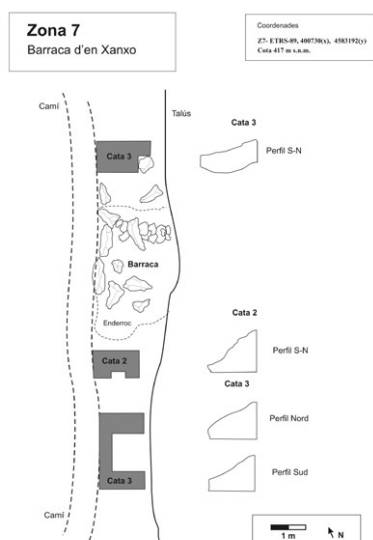 Zona 7
Barraca d'en Xanxo
Coordenades
Z7- ETRS-89, 400730(x), 4583192(y)
Cota 417 m s.n.m.
Camí
Talús
Cata 3
Cata 3
Perfil S-N
Barraca
Enderroc
Cata 2
Cata 2
Perfil S-N
Cata 3
Perfil Nord
Cata 3
Perfil Sud
Camí
1 m
N